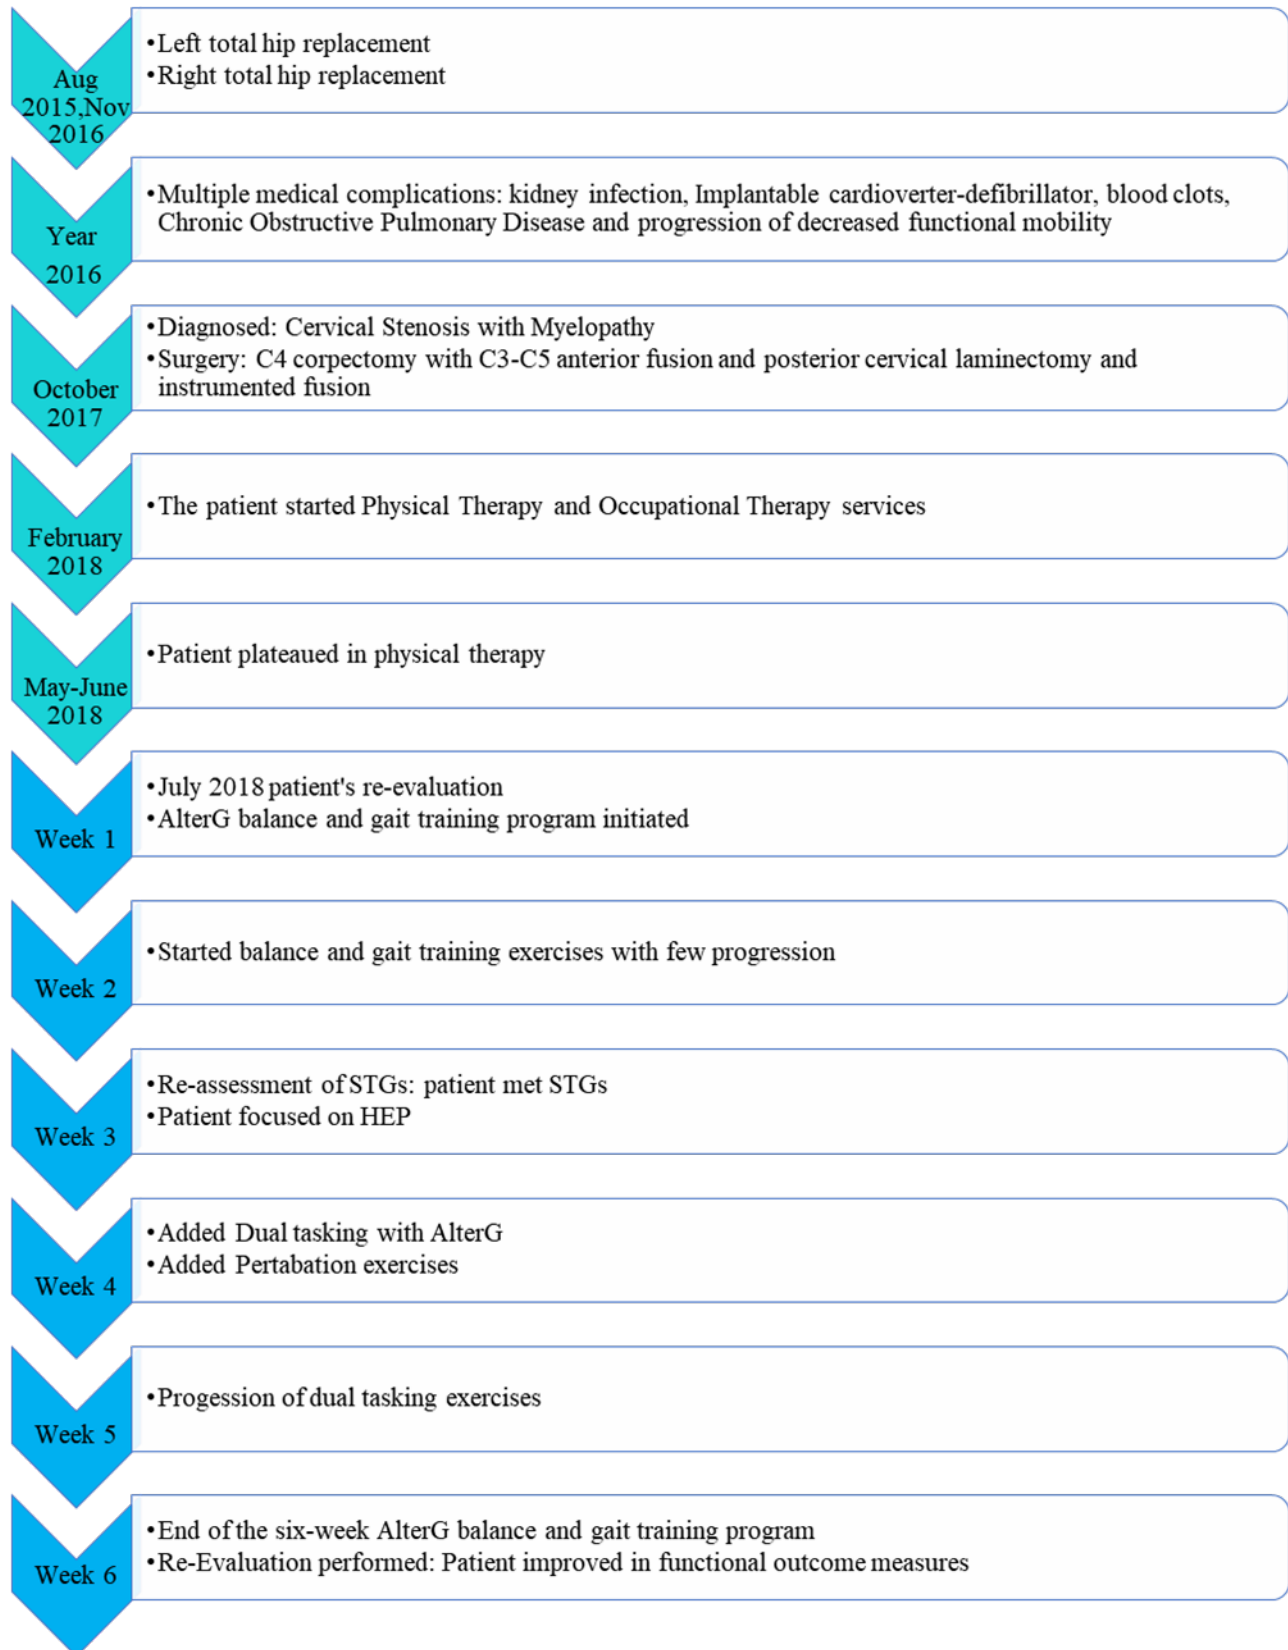 Aug
2015,Nov
2016
•Left total hip replacement
•Right total hip replacement
Year
2016
•Multiple medical complications: kidney infection, Implantable cardioverter-defibrillator, blood clots,
Chronic Obstructive Pulmonary Disease and progression of decreased functional mobility
October
2017
•Diagnosed: Cervical Stenosis with Myelopathy
•Surgery: C4 corpectomy with C3-C5 anterior fusion and posterior cervical laminectomy and
instrumented fusion
February
2018
•The patient started Physical Therapy and Occupational Therapy services
May-June
2018
•Patient plateaued in physical therapy
Week 1
•July 2018 patient's re-evaluation
•AlterG balance and gait training program initiated
Week 2
•Started balance and gait training exercises with few progression
Week 3
•Re-assessment of STGs: patient met STGs
•Patient focused on HEP
Week 4
•Added Dual tasking with AlterG
•Added Pertabation exercises
Week 5
•Progession of dual tasking exercises
Week 6
•End of the six-week AlterG balance and gait training program
•Re-Evaluation performed: Patient improved in functional outcome measures